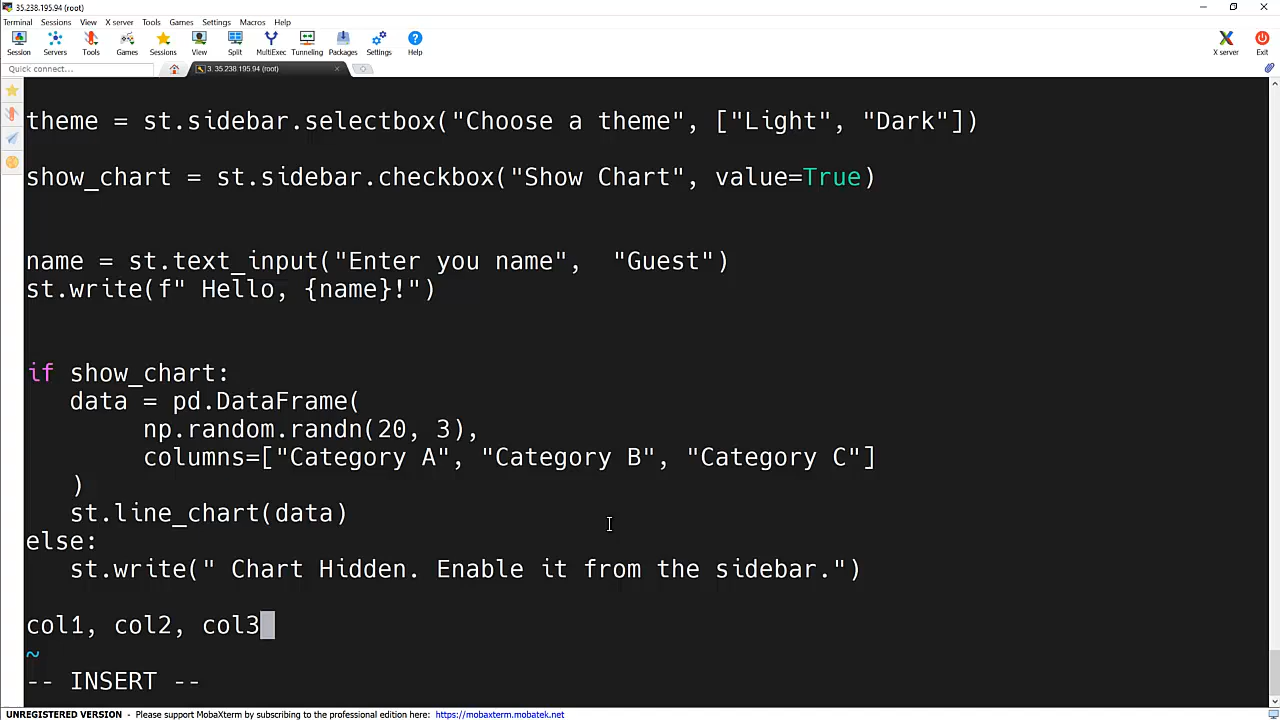 35.238.195.94 (root)
Terminal Sessions View X server Tools Games Settings Macros Help
Session Servers Tools Games Sessions View Split MultiExec Tunneling Packages Settings Help X server Exit
Quick connect... 3. 35.238.195.94 (root)
theme = st.sidebar.selectbox("Choose a theme", ["Light", "Dark"])
show_chart = st.sidebar.checkbox("Show Chart", value=True)
name = st.text_input("Enter you name",  "Guest")
st.write(f" Hello, {name}!")
if show_chart:
   data = pd.DataFrame(
        np.random.randn(20, 3),
        columns=["Category A", "Category B", "Category C"]
   )
   st.line_chart(data)
else:
   st.write(" Chart Hidden. Enable it from the sidebar.")
col1, col2, col3
~
-- INSERT --
UNREGISTERED VERSION - Please support MobaXterm by subscribing to the professional edition here: https://mobaxterm.mobatek.net